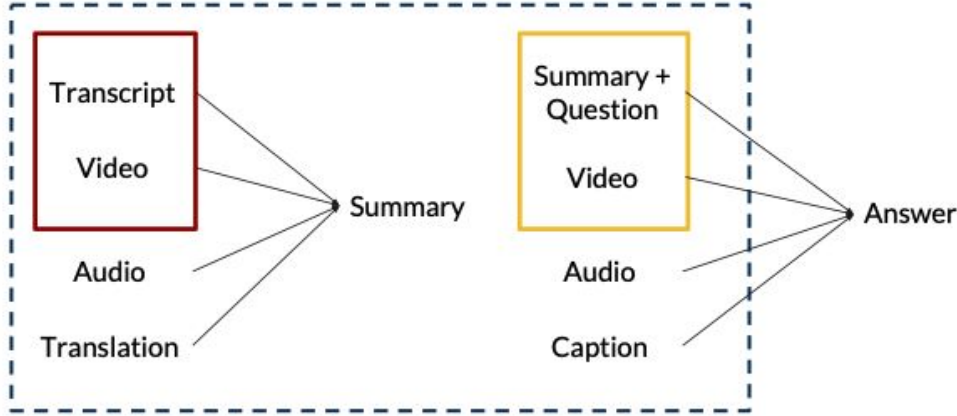 Transcript
Video
Audio
Translation
Summary
Summary +
Question
Video
Audio
Caption
Answer